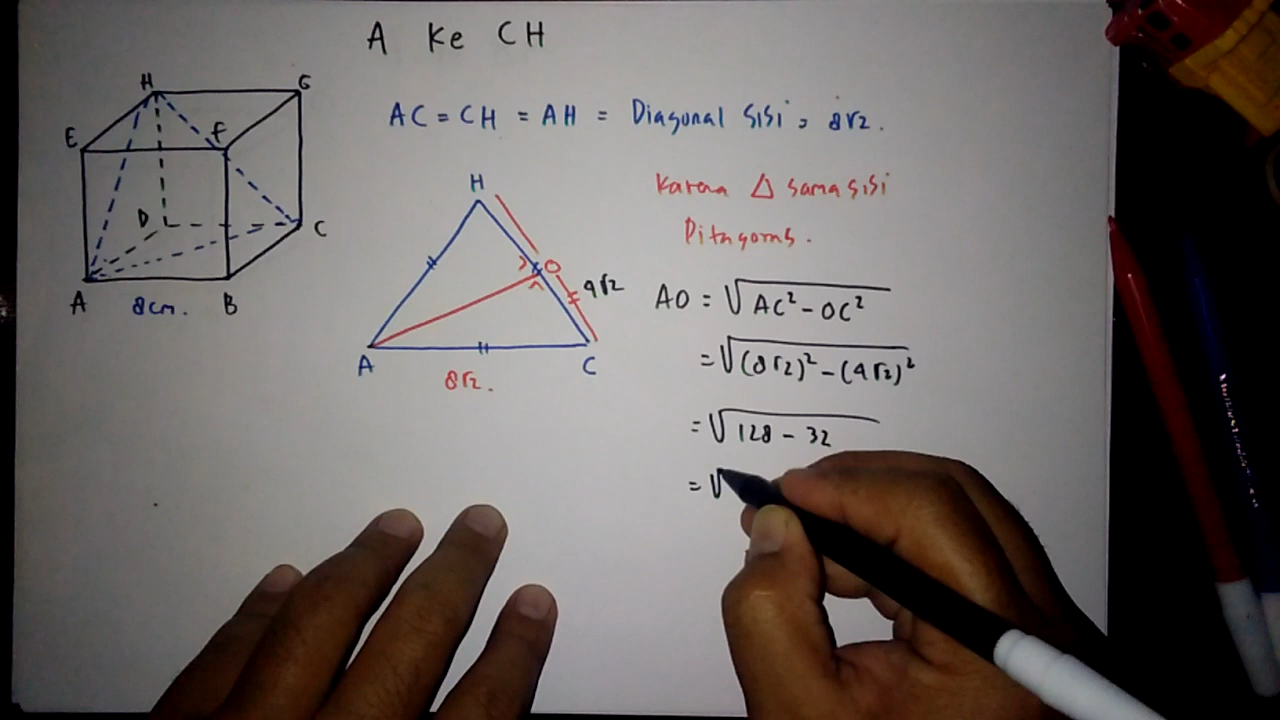 A Ke CH
AC = CH = AH = Diagonal sisi = 8√2.
H
G
E
F
D
C
A
8cm.
B
H
O
4√2
A
8√2.
C
Karena △ sama sisi
Pitagoras.
AO = √AC² - OC²
= √(8√2)² - (4√2)²
= √128 - 32
= √